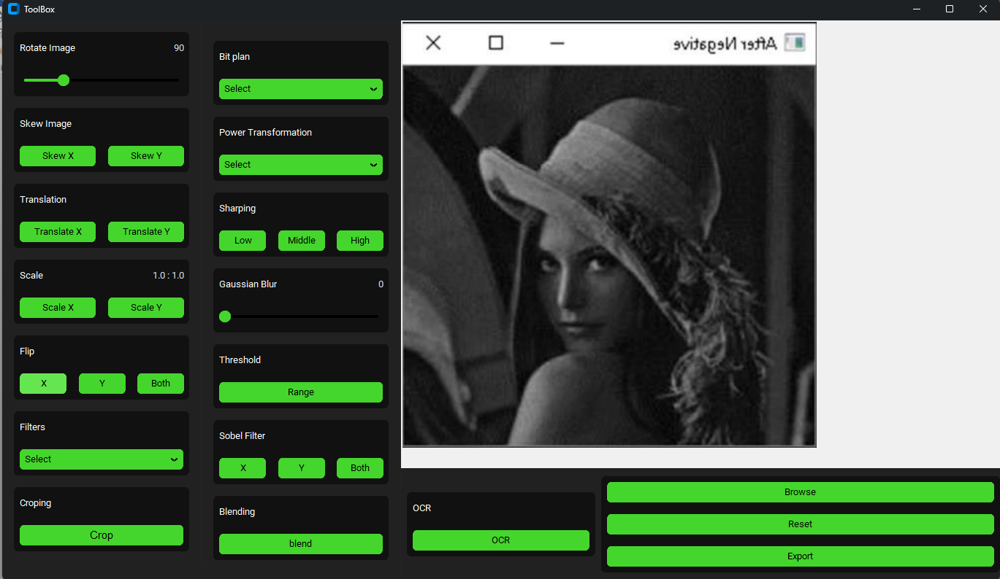 ToolBox
Rotate Image 90
Skew Image
Skew X Skew Y
Translation
Translate X Translate Y
Scale 1.0 : 1.0
Scale X Scale Y
Flip
X Y Both
Filters
Select
Croping
Crop
Bit plan
Select
Power Transformation
Select
Sharping
Low Middle High
Gaussian Blur 0
Threshold
Range
Sobel Filter
X Y Both
Blending
blend
After Negative
OCR
OCR
Browse
Reset
Export